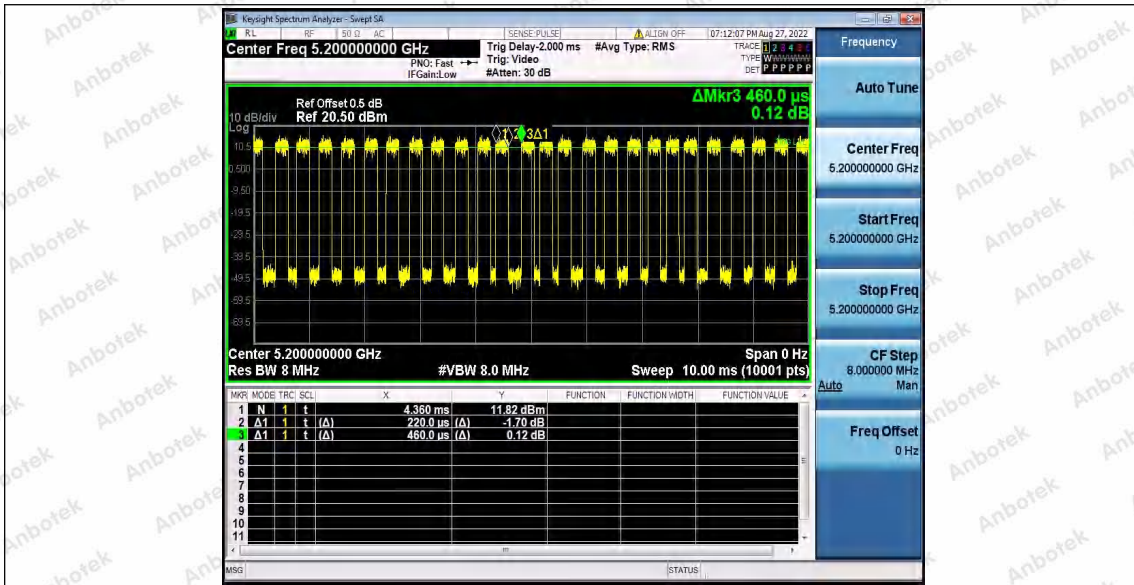 Keysight Spectrum Analyzer - Swept SA
RL RF 50 Ω AC SENSE:PULSE ALIGN OFF 07:12:07 PM Aug 27, 2022
Center Freq 5.200000000 GHz
PNO: Fast
IFGain:Low
Trig Delay-2.000 ms
Trig: Video
#Atten: 30 dB
#Avg Type: RMS
TRACE 1 2 3 4 5 6
TYPE WWWWWW
DET P P P P P P
ΔMkr3 460.0 µs
0.12 dB
10 dB/div
Log
Ref Offset 0.5 dB
Ref 20.50 dBm
1 2 3Δ1
10.5
0.500
-9.50
-19.5
-29.5
-39.5
-49.5
-59.5
-69.5
Center 5.200000000 GHz
Span 0 Hz
Res BW 8 MHz
#VBW 8.0 MHz
Sweep 10.00 ms (10001 pts)
MKR MODE TRC SCL X Y FUNCTION FUNCTION WIDTH FUNCTION VALUE
1 N 1 t 4.360 ms 11.82 dBm
2 Δ1 1 t (Δ) 220.0 µs (Δ) -1.70 dB
3 Δ1 1 t (Δ) 460.0 µs (Δ) 0.12 dB
4
5
6
7
8
9
10
11
MSG
STATUS
Frequency
Auto Tune
Center Freq
5.200000000 GHz
Start Freq
5.200000000 GHz
Stop Freq
5.200000000 GHz
CF Step
8.000000 MHz
Auto Man
Freq Offset
0 Hz
Anbotek